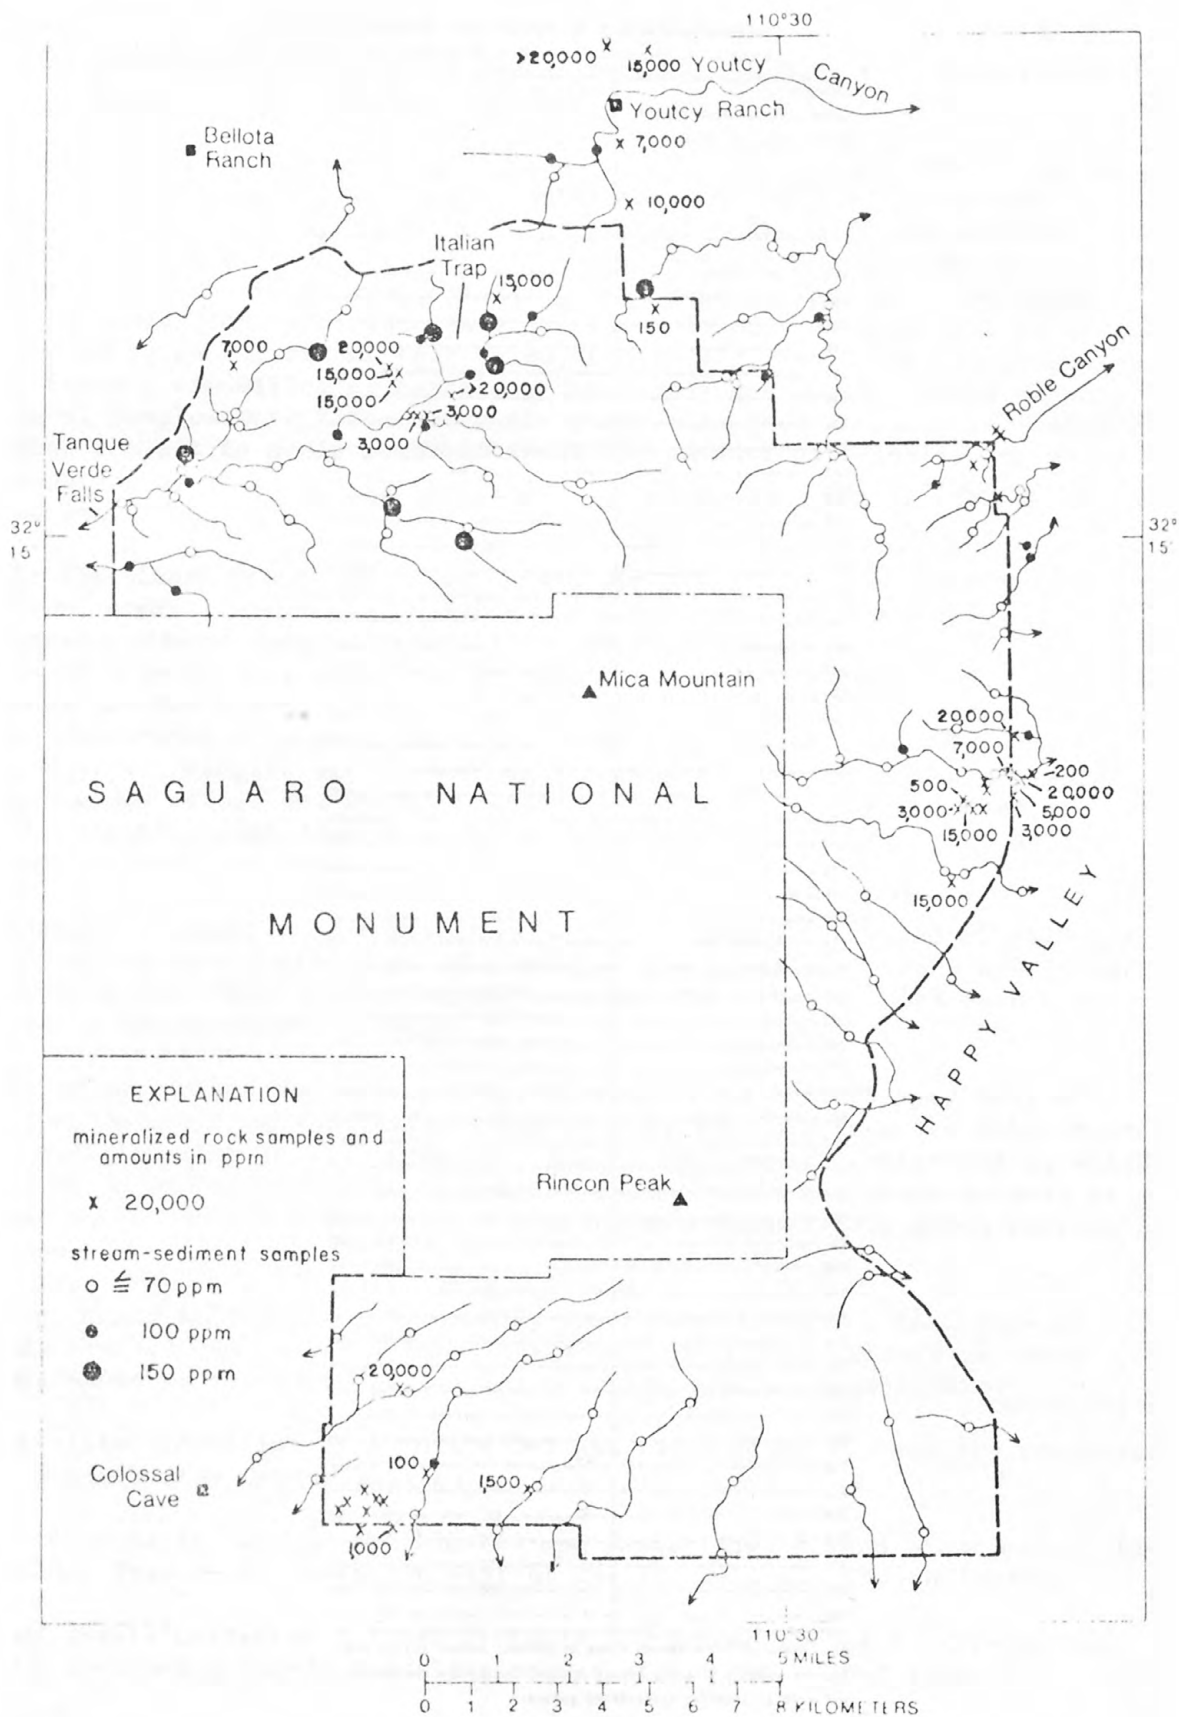 110°30
>20,000
15,000
Youtcy
Canyon
Youtcy Ranch
Bellota
Ranch
7,000
10,000
Italian
Trap
15,000
150
7,000
20,000
15,000
15,000
>20,000
3,000
3,000
Roble Canyon
Tanque
Verde
Falls
32°
15
32°
15'
Mica Mountain
20,000
7,000
200
500
20,000
3,000
5,000
15,000
3,000
15,000
SAGUARO NATIONAL
MONUMENT
HAPPY VALLEY
EXPLANATION
mineralized rock samples and
amounts in ppm
x 20,000
stream-sediment samples
≦ 70 ppm
100 ppm
150 ppm
Rincon Peak
20,000
100
1,500
Colossal
Cave
1,000
110°30
0 1 2 3 4 5 MILES
0 1 2 3 4 5 6 7 8 KILOMETERS